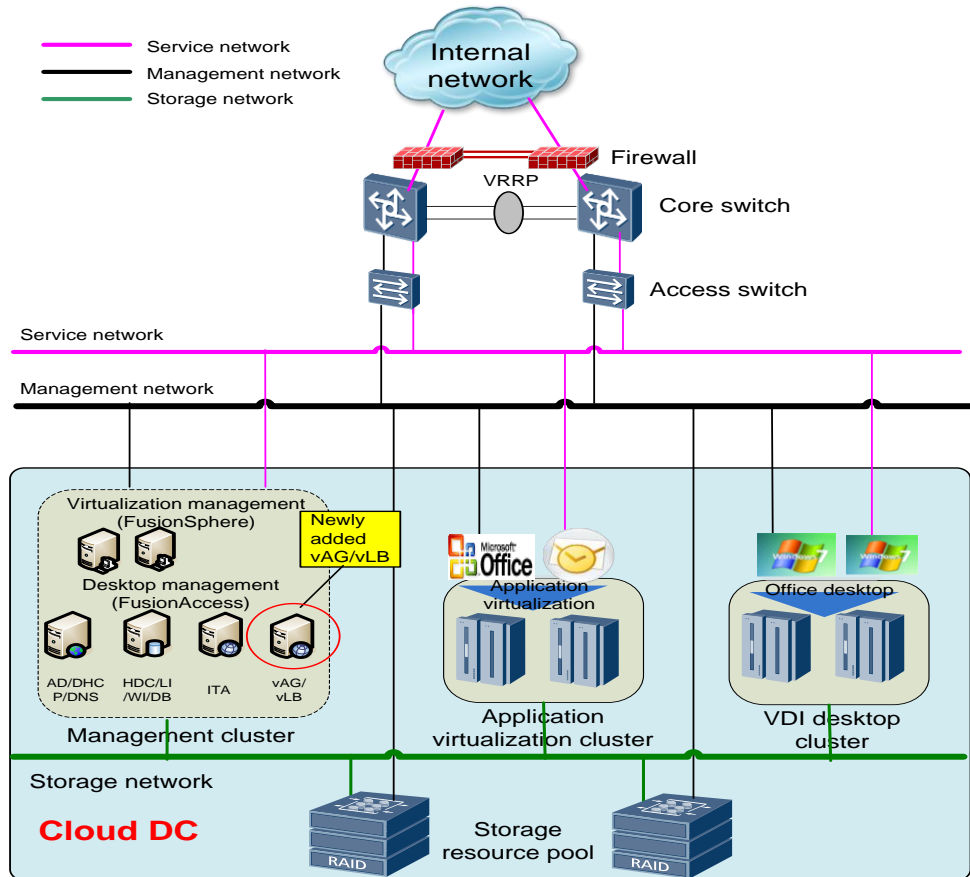 Service network
Management network
Storage network
Internal
network
Firewall
VRRP
Core switch
Access switch
Service network
Management network
Virtualization management
(FusionSphere)
Newly
added
vAG/vLB
Desktop management
(FusionAccess)
AD/DHC
P/DNS
HDC/LI
/WI/DB
ITA
vAG/
vLB
Management cluster
Microsoft
Office
Application
virtualization
Application
virtualization cluster
Windows 7
Office desktop
VDI desktop
cluster
Storage network
Cloud DC
RAID
Storage
resource pool
RAID